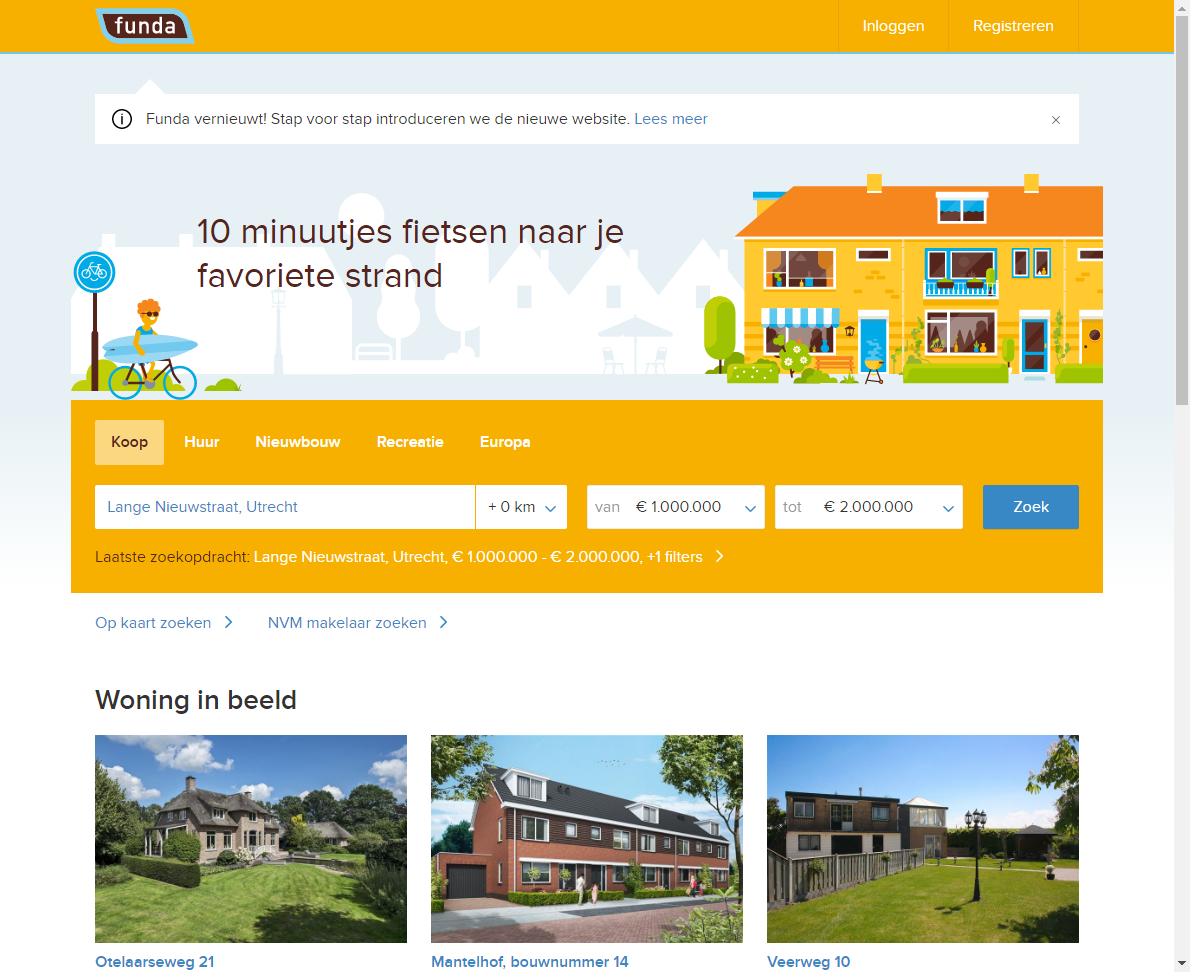 funda
Inloggen
Registreren
Funda vernieuwt! Stap voor stap introduceren we de nieuwe website. Lees meer
10 minuutjes fietsen naar je
favoriete strand
Koop
Huur
Nieuwbouw
Recreatie
Europa
Lange Nieuwstraat, Utrecht
+ 0 km
van € 1.000.000
tot € 2.000.000
Zoek
Laatste zoekopdracht: Lange Nieuwstraat, Utrecht, € 1.000.000 - € 2.000.000, +1 filters
Op kaart zoeken
NVM makelaar zoeken
Woning in beeld
Otelaarseweg 21
Mantelhof, bouwnummer 14
Veerweg 10